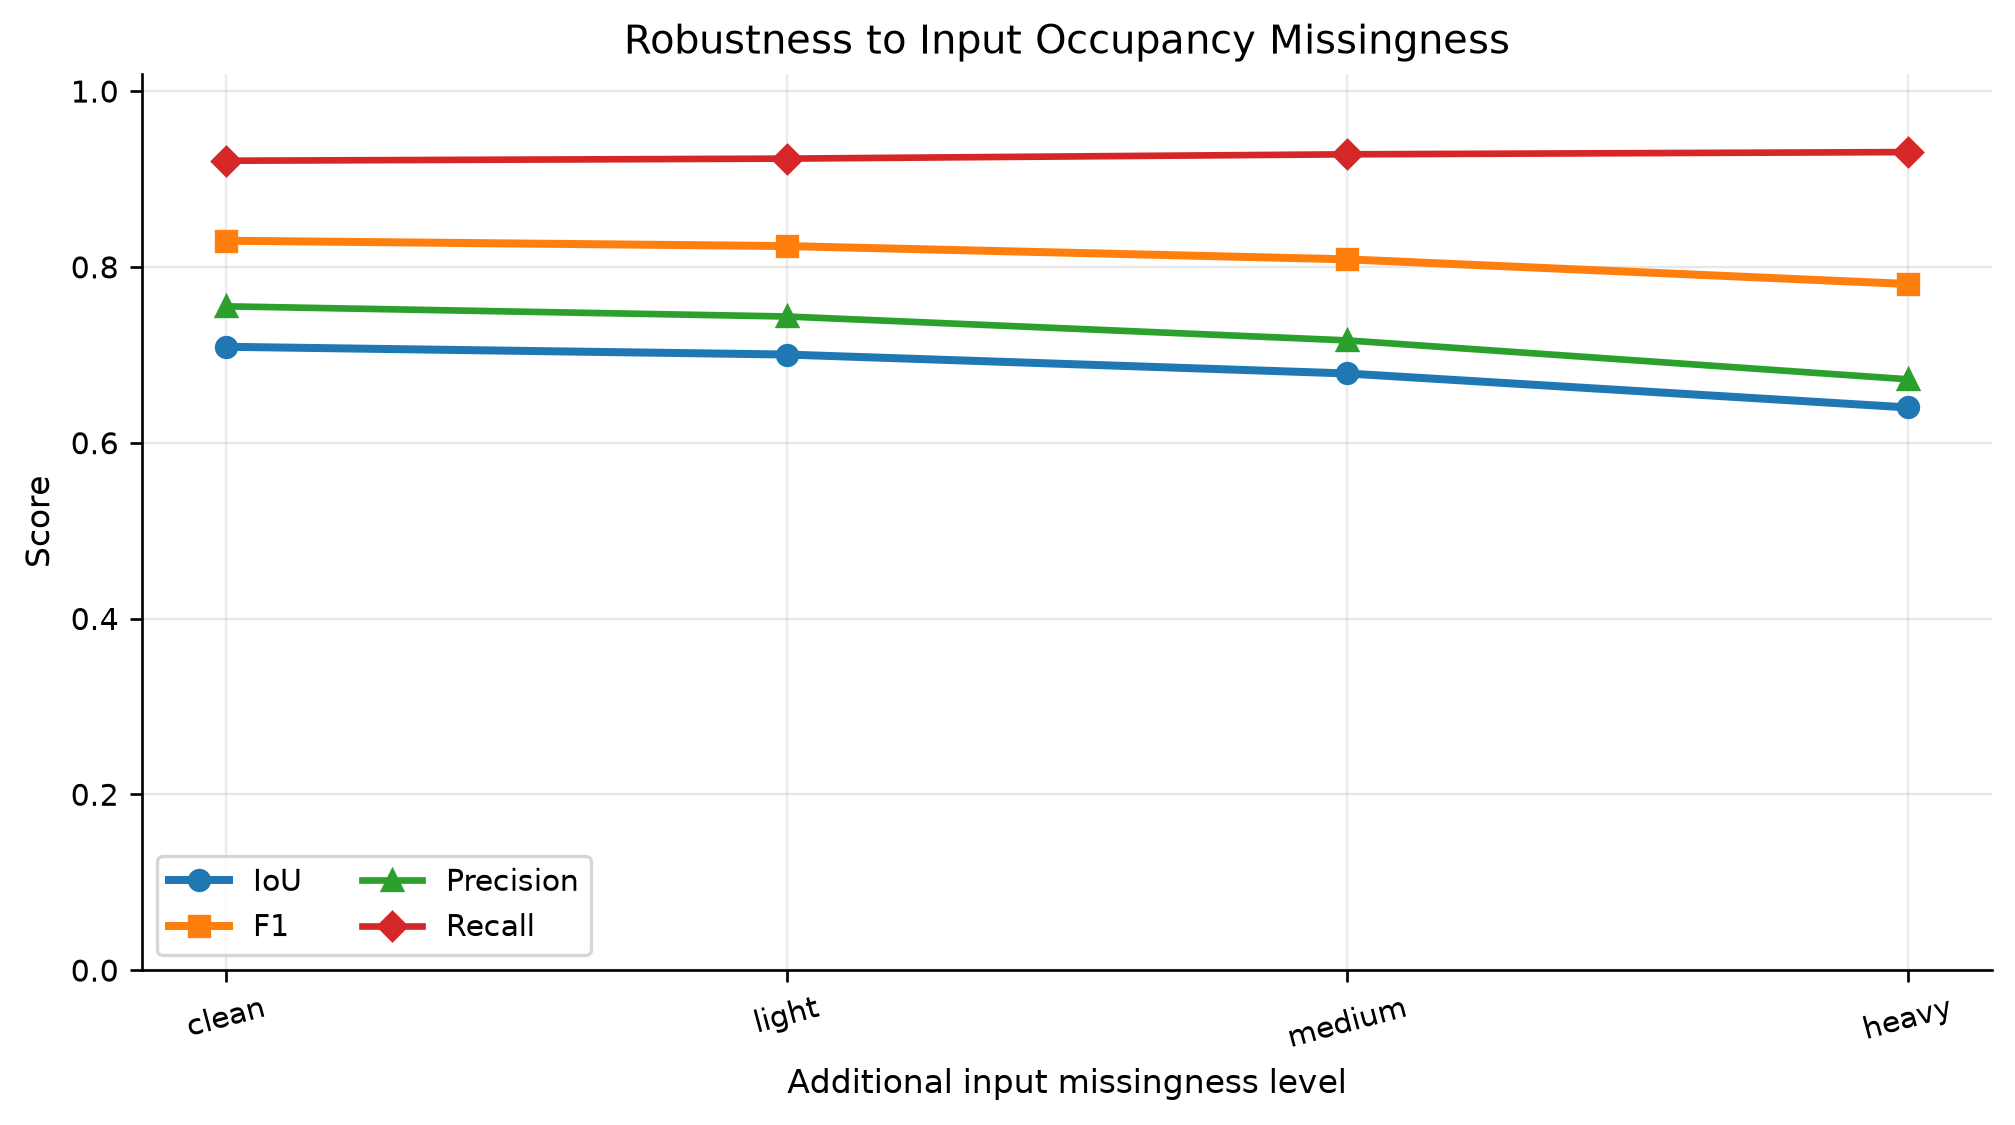 Robustness to Input Occupancy Missingness
1.0
0.8
0.6
0.4
0.2
0.0
Score
IoU
F1
Precision
Recall
clean
light
medium
heavy
Additional input missingness level